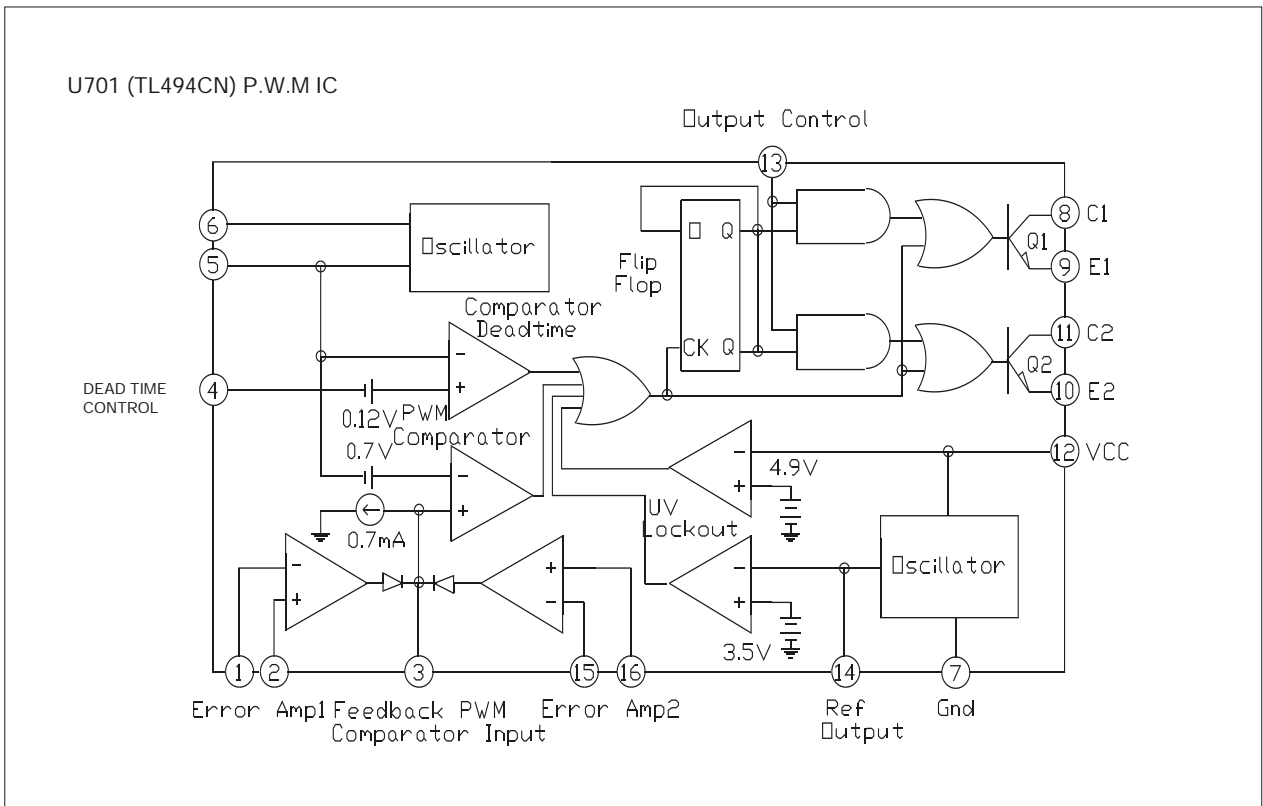 U701 (TL494CN) P.W.M IC
Output Control
13
6
Oscillator
5
D Q
Flip
Flop
CK Q
8 C1
Q1
9 E1
11 C2
Q2
10 E2
Comparator
Deadtime
-
+
DEAD TIME
CONTROL
4
0.12V
PWM
Comparator
0.7V
-
+
0.7mA
12 VCC
4.9V
-
+
UV
Lockout
Oscillator
-
+
3.5V
-
+
+
-
1
2
3
15
16
14
7
Error Amp1
Feedback PWM
Comparator Input
Error Amp2
Ref
Output
Gnd